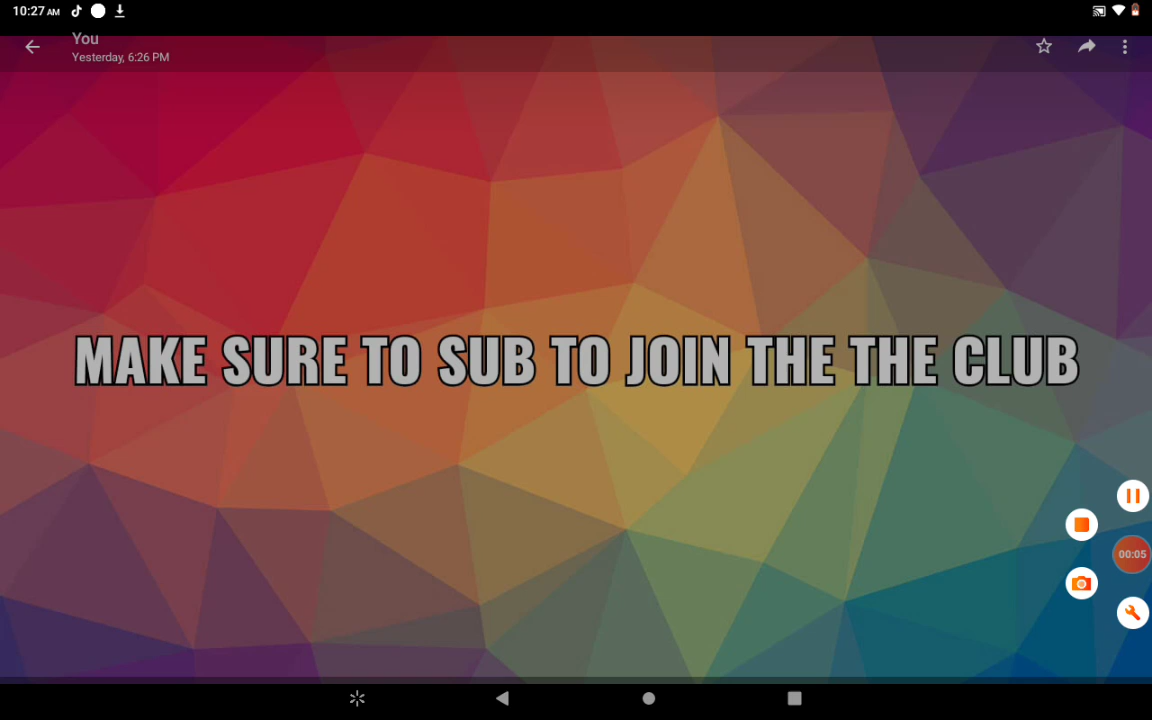 10:27 AM
You
Yesterday, 6:26 PM
MAKE SURE TO SUB TO JOIN THE THE CLUB
00:05